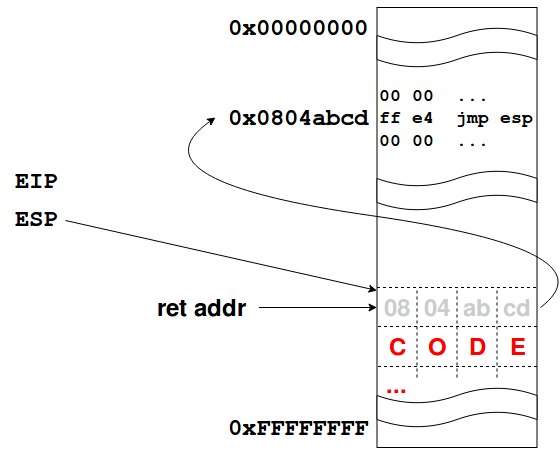 0x00000000
00 00 ...
0x0804abcd ff e4 jmp esp
00 00 ...
EIP
ESP
ret addr 08 04 ab cd
C O D E
...
0xFFFFFFFF